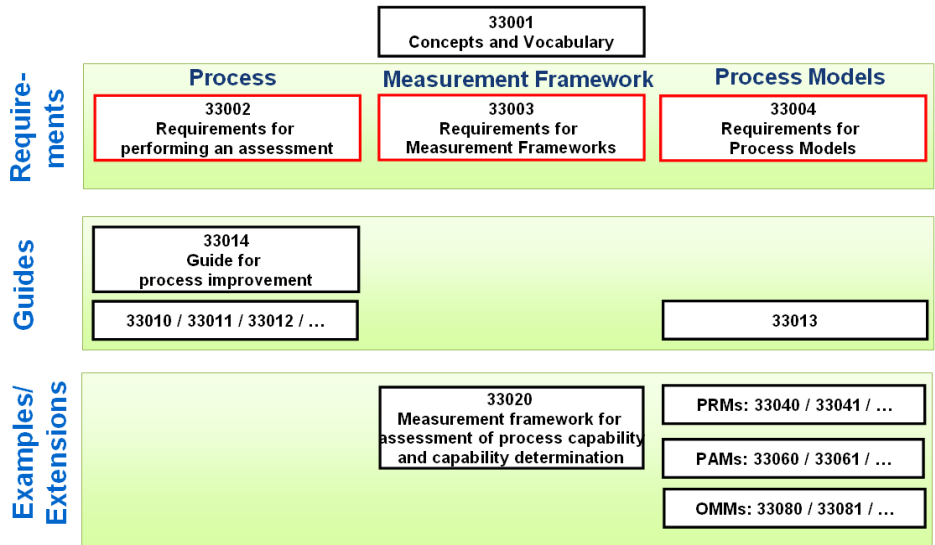 33001
Concepts and Vocabulary
Require-
ments
Process
Measurement Framework
Process Models
33002
Requirements for
performing an assessment
33003
Requirements for
Measurement Frameworks
33004
Requirements for
Process Models
Guides
33014
Guide for
process improvement
33010 / 33011 / 33012 / …
33013
Examples/
Extensions
33020
Measurement framework for
assessment of process capability
and capability determination
PRMs: 33040 / 33041 / …
PAMs: 33060 / 33061 / …
OMMs: 33080 / 33081 / …